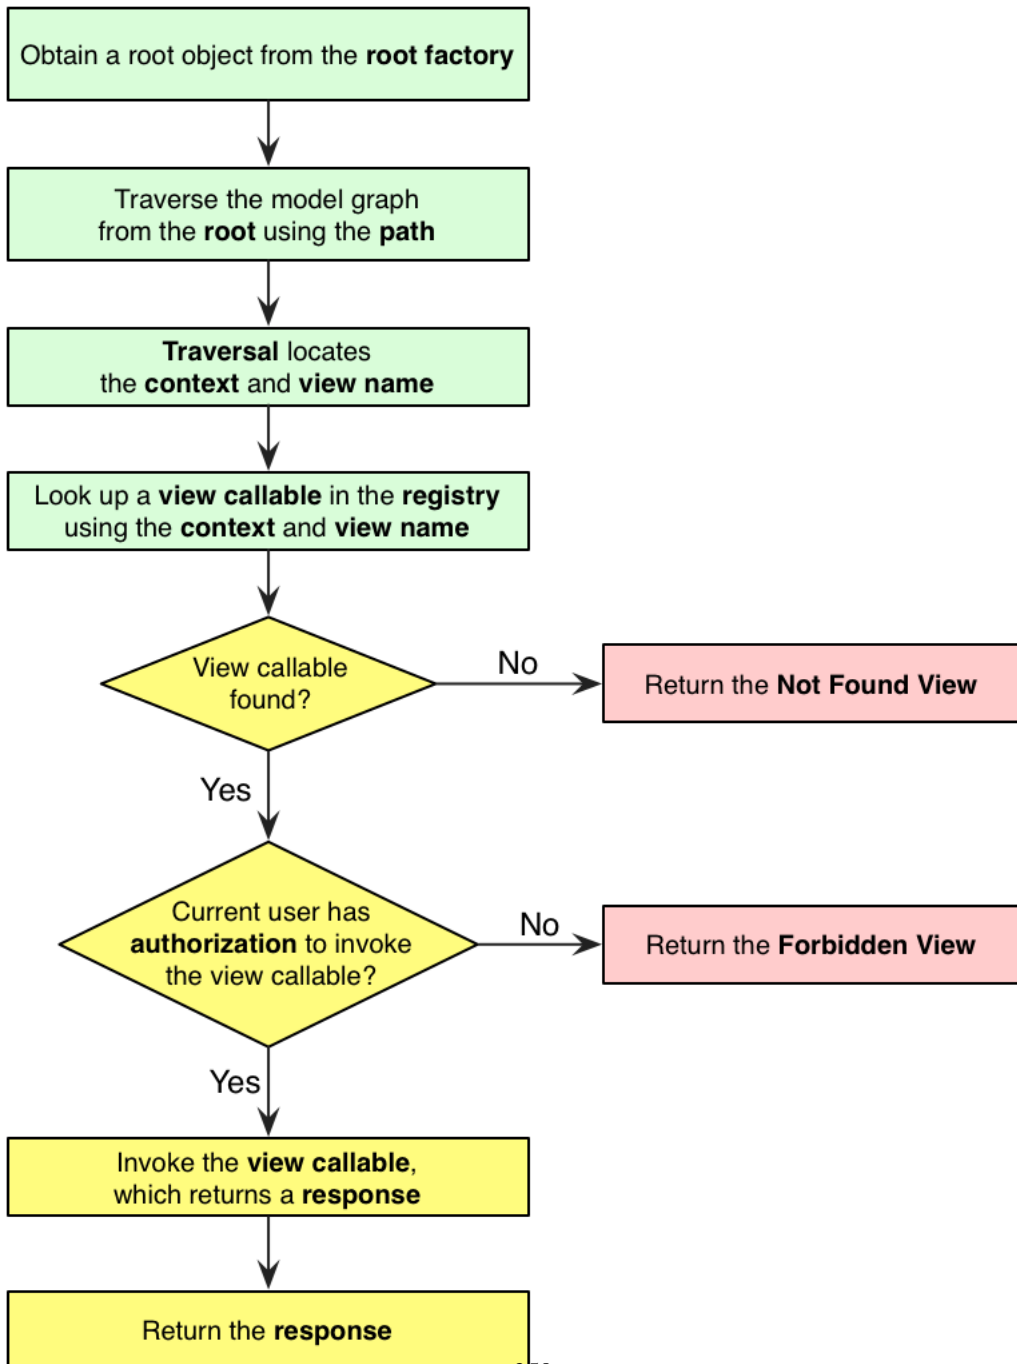 Obtain a root object from the root factory
Traverse the model graph
from the root using the path
Traversal locates
the context and view name
Look up a view callable in the registry
using the context and view name
View callable
found?
No
Return the Not Found View
Yes
Current user has
authorization to invoke
the view callable?
No
Return the Forbidden View
Yes
Invoke the view callable,
which returns a response
Return the response